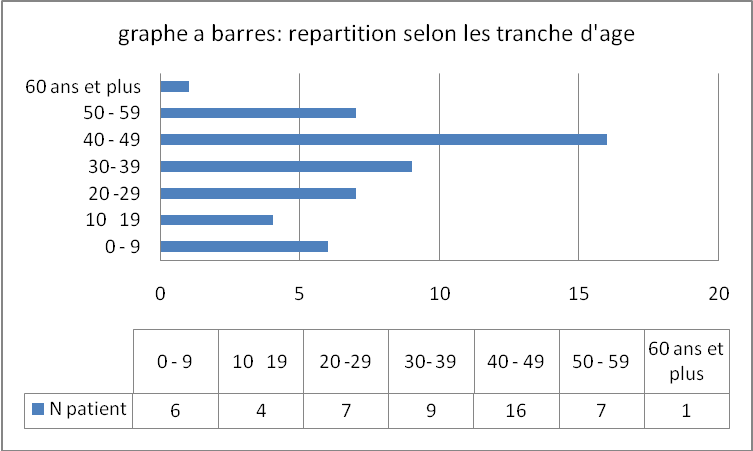 graphe a barres: repartition selon les tranche d'age
60 ans et plus
50 - 59
40 - 49
30- 39
20 -29
10 19
0 - 9
0 5 10 15 20
0 - 9 10 19 20 -29 30- 39 40 - 49 50 - 59 60 ans et
plus
N patient 6 4 7 9 16 7 1